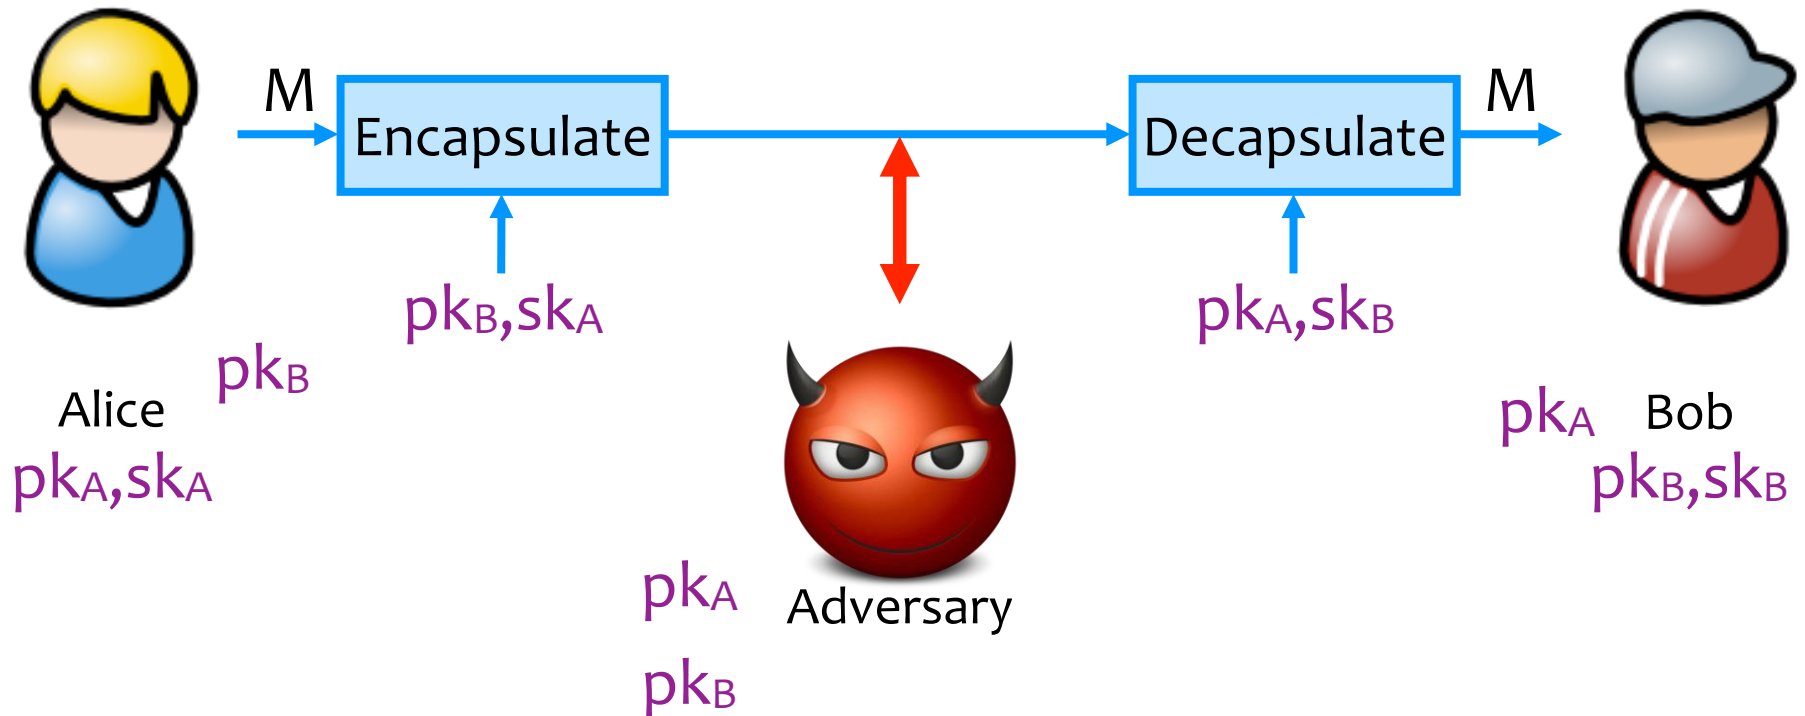 M
Encapsulate
Decapsulate
M
pkB,skA
pkA,skB
pkB
Alice
pkA,skA
pkA
Bob
pkB,skB
pkA
Adversary
pkB